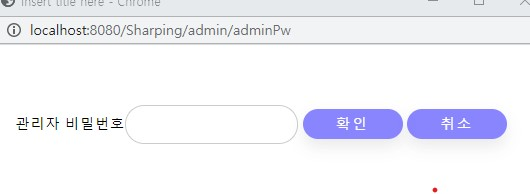 Insert title here - Chrome
localhost:8080/Sharping/admin/adminPw
관리자 비밀번호 확인 취소